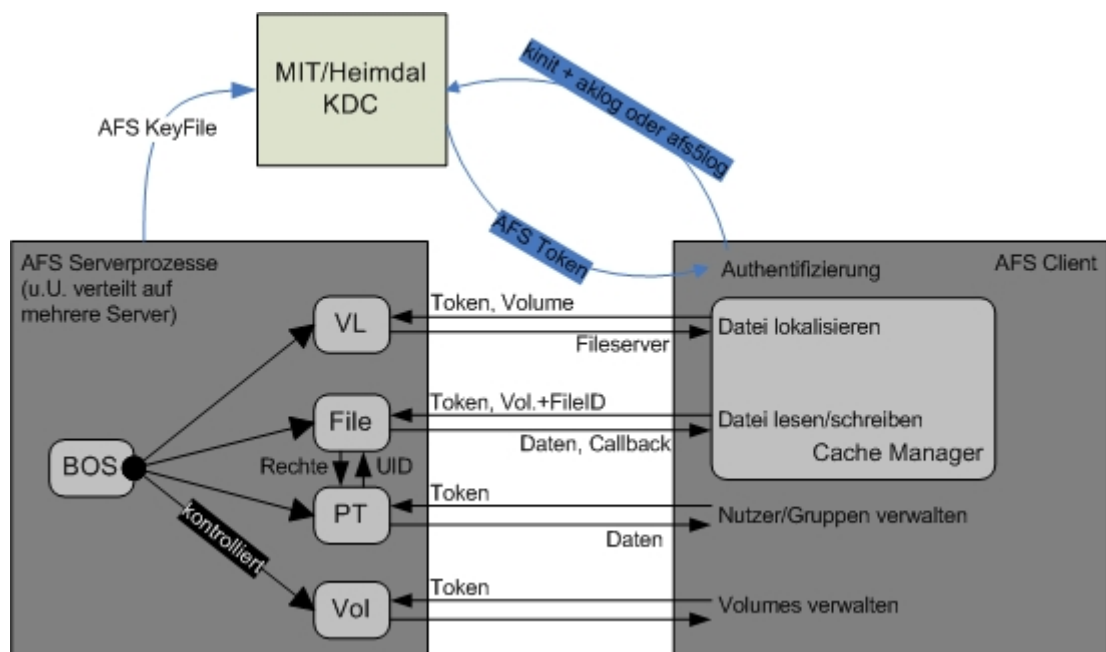 MIT/Heimdal
KDC
kinit + aklog oder afs5log
AFS KeyFile
AFS Token
AFS Serverprozesse
(u.U. verteilt auf
mehrere Server)
Authentifizierung
AFS Client
VL
Token, Volume
Fileserver
Datei lokalisieren
File
Token, Vol.+FileID
Daten, Callback
Datei lesen/schreiben
Cache Manager
BOS
Rechte
UID
PT
Token
Daten
Nutzer/Gruppen verwalten
kontrolliert
Vol
Token
Volumes verwalten